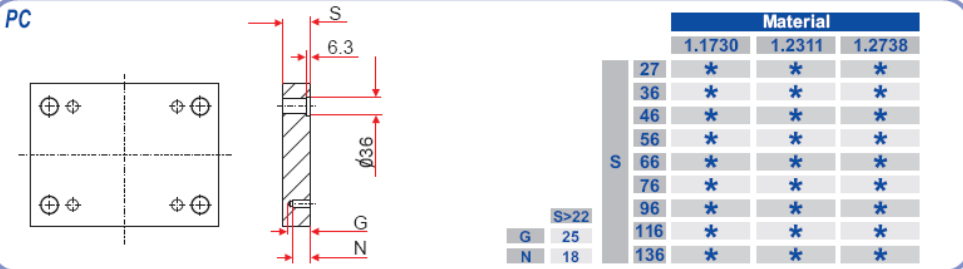 PC
S
6.3
Ø36
G
N
S>22
G 25
N 18
Material
1.1730 1.2311 1.2738
S
27 * * *
36 * * *
46 * * *
56 * * *
66 * * *
76 * * *
96 * * *
116 * * *
136 * * *